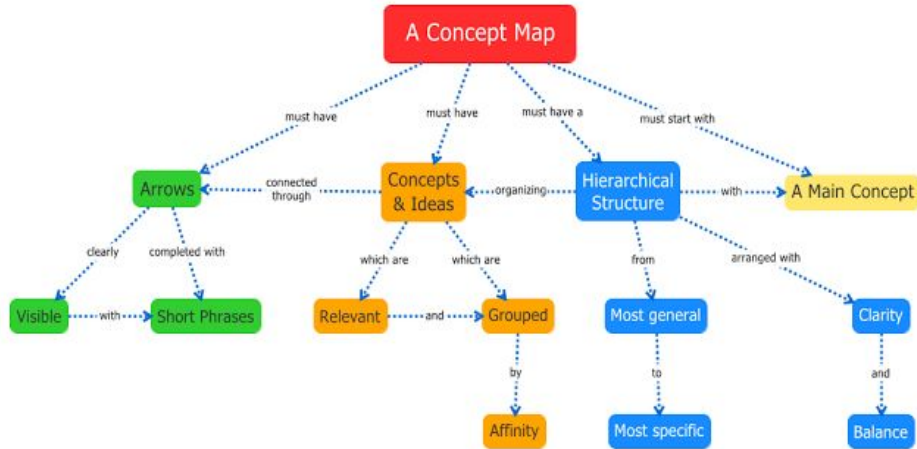 A Concept Map
must have
must have
must have a
must start with
Arrows
connected
through
Concepts
& Ideas
organizing
Hierarchical
Structure
with
A Main Concept
clearly
completed with
which are
which are
from
arranged with
Visible
with
Short Phrases
Relevant
and
Grouped
Most general
Clarity
by
to
and
Affinity
Most specific
Balance